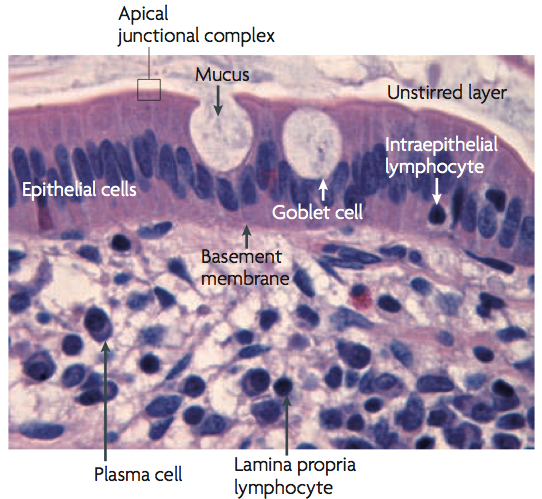 Apical
junctional complex
Mucus
Unstirred layer
Intraepithelial
lymphocyte
Epithelial cells
Goblet cell
Basement
membrane
Plasma cell
Lamina propria
lymphocyte